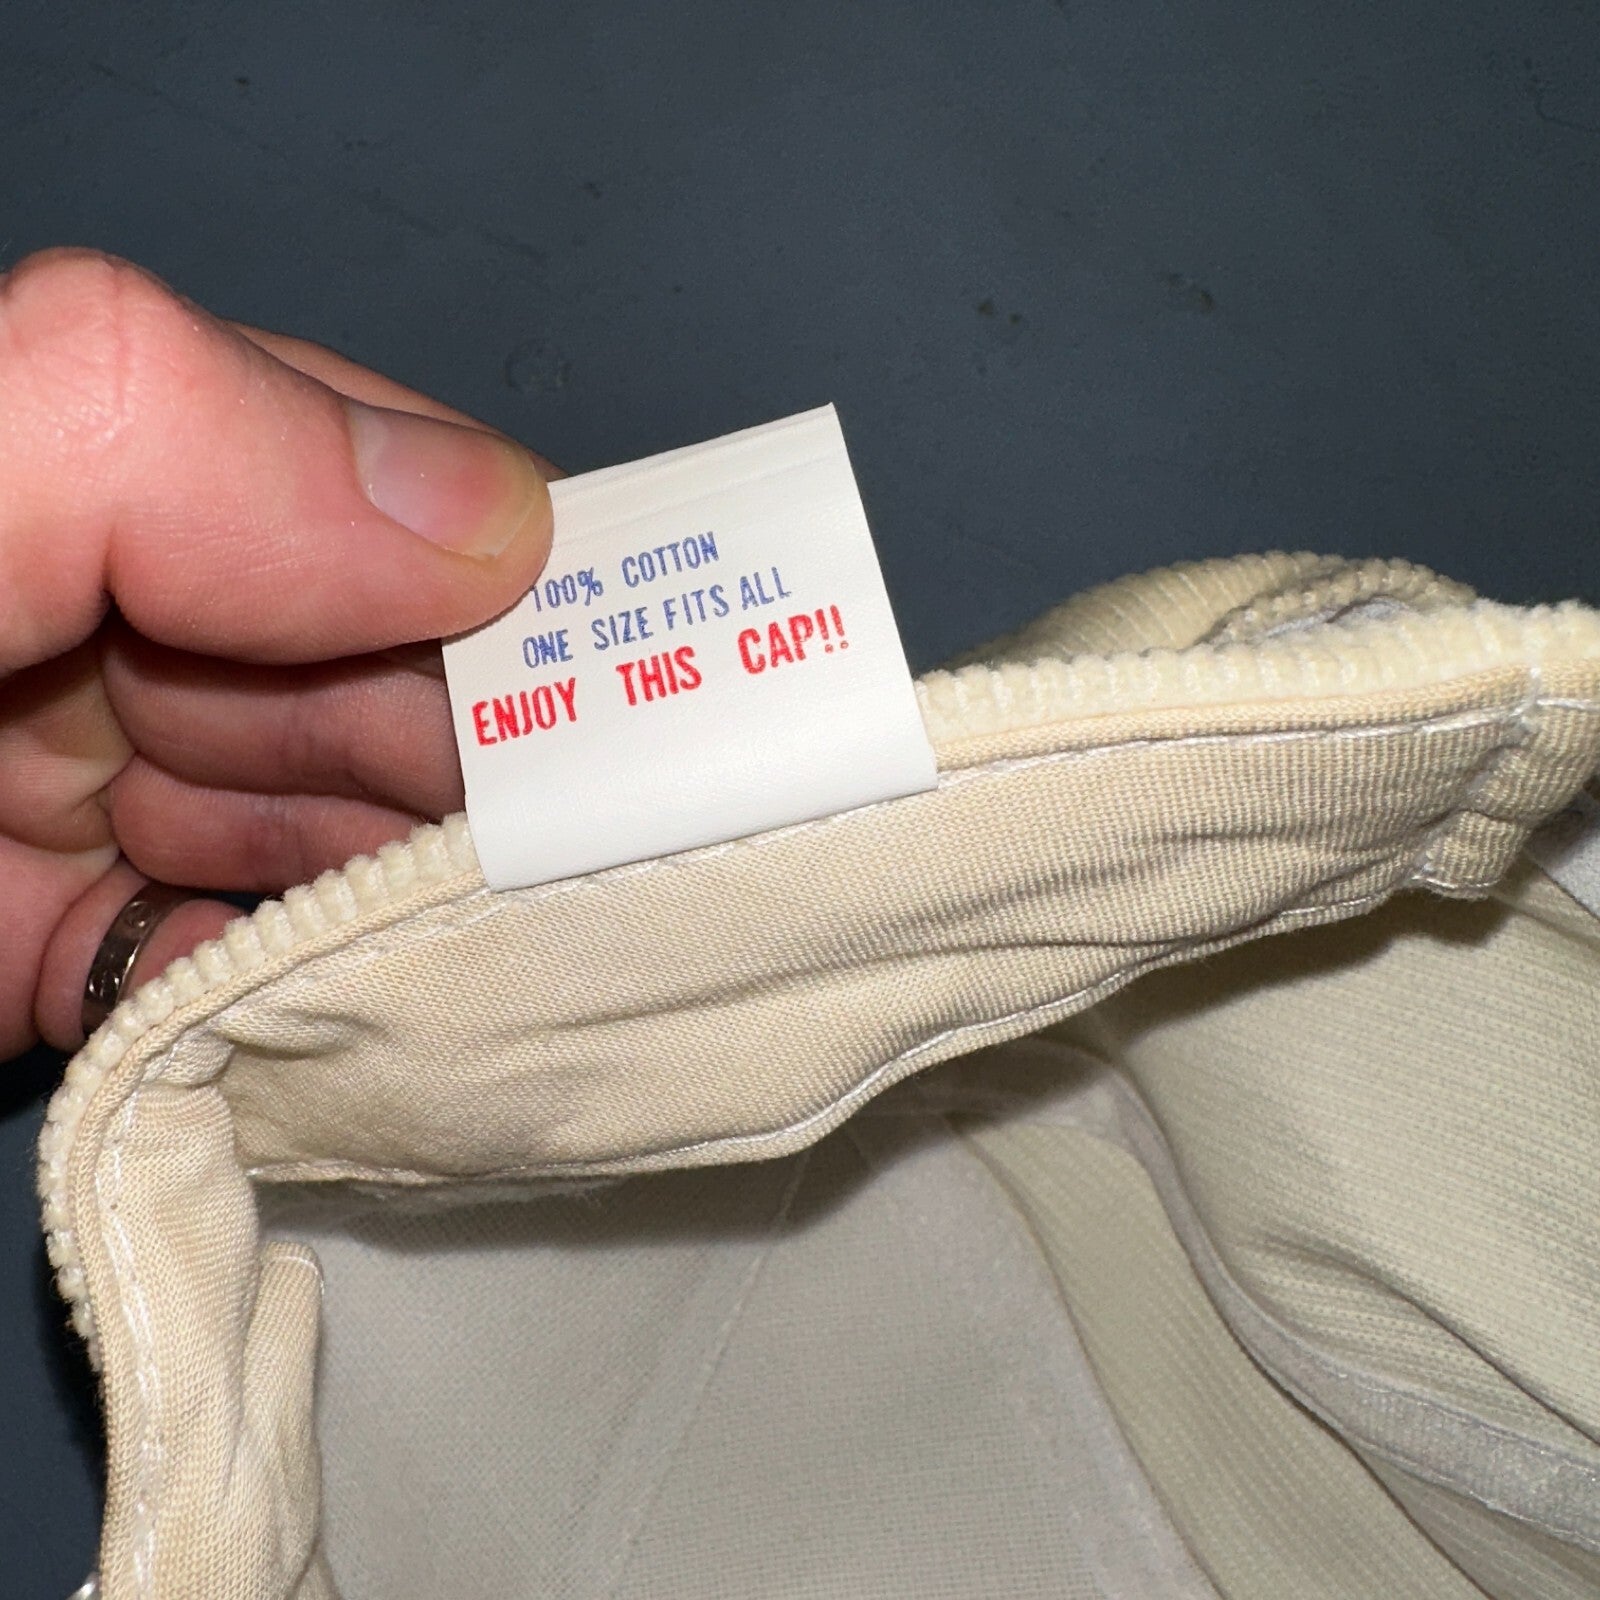 100% COTTON
ONE SIZE FITS ALL
ENJOY THIS CAP!!